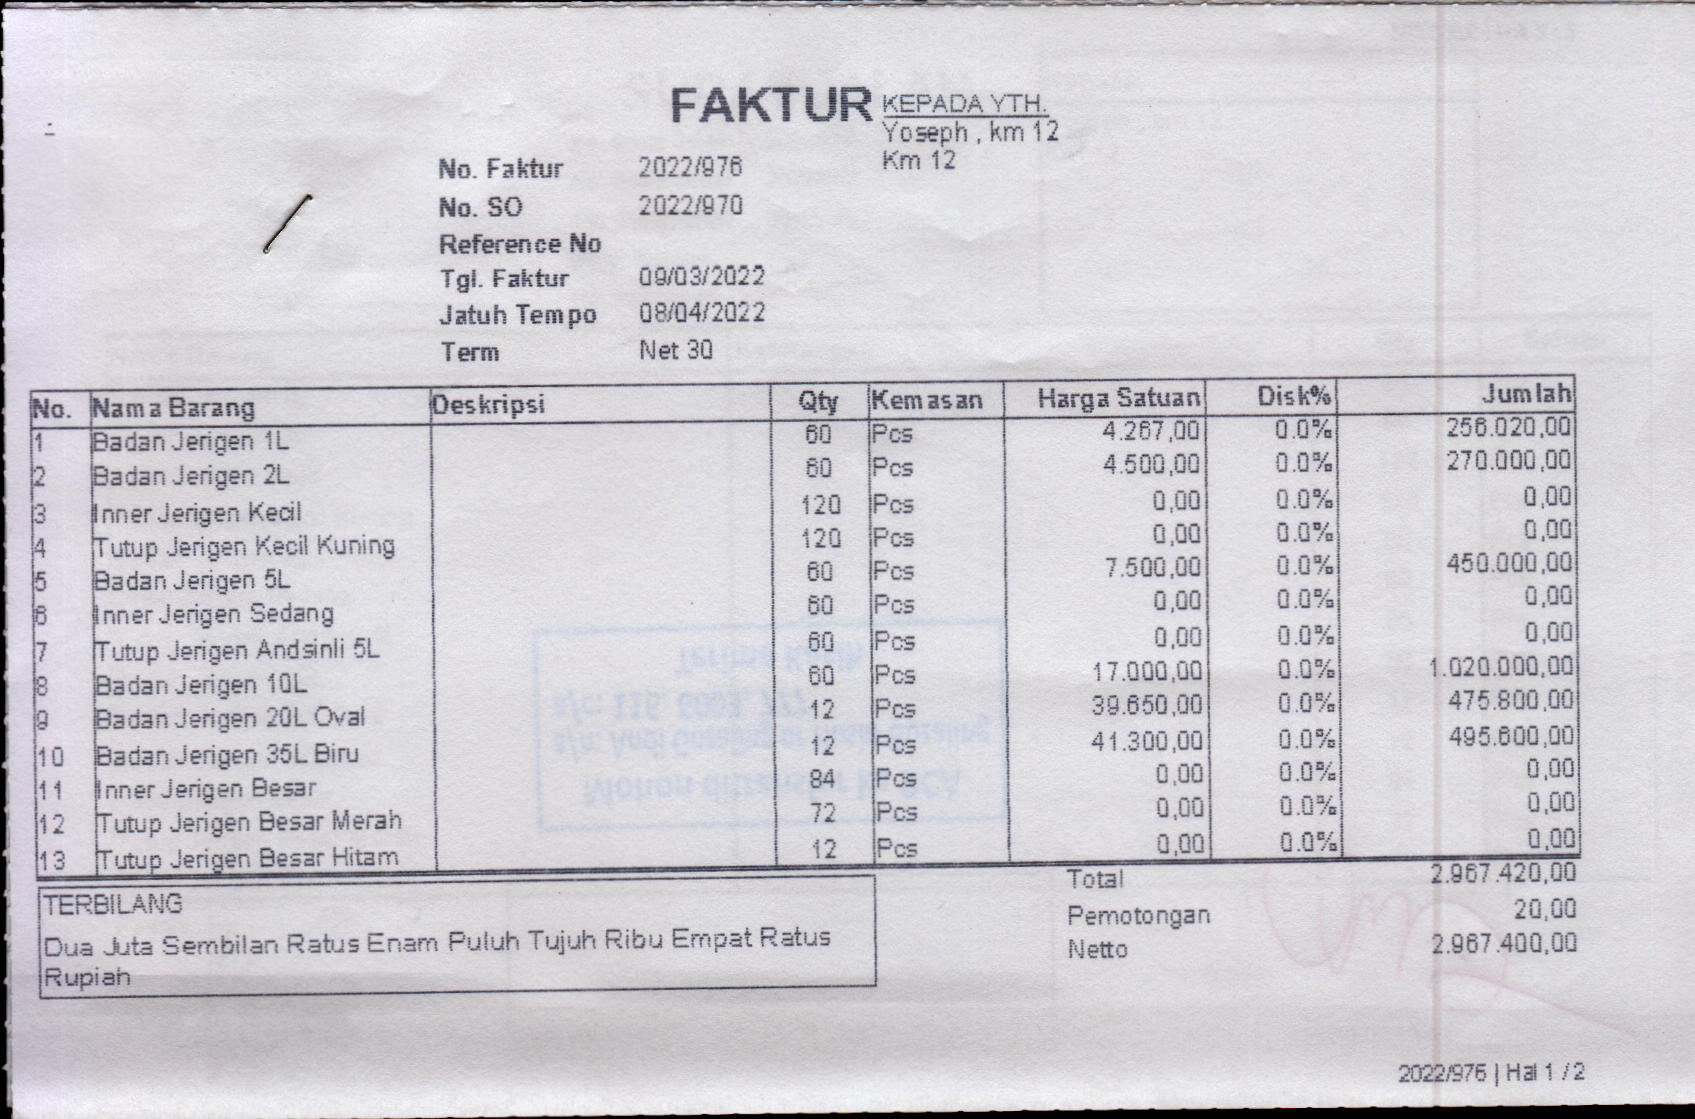 FAKTUR
KEPADA YTH.
Yoseph , km 12
Km 12
No. Faktur 2022/976
No. SO 2022/970
Reference No
Tgl. Faktur 09/03/2022
Jatuh Tempo 08/04/2022
Term Net 30
No. Nama Barang Deskripsi Qty Kemasan Harga Satuan Disk% Jumlah
1 Badan Jerigen 1L 60 Pcs 4.267,00 0.0% 256.020,00
2 Badan Jerigen 2L 60 Pcs 4.500,00 0.0% 270.000,00
3 Inner Jerigen Kecil 120 Pcs 0,00 0.0% 0,00
4 Tutup Jerigen Kecil Kuning 120 Pcs 0,00 0.0% 0,00
5 Badan Jerigen 5L 60 Pcs 7.500,00 0.0% 450.000,00
6 Inner Jerigen Sedang 60 Pcs 0,00 0.0% 0,00
7 Tutup Jerigen Andsinli 5L 60 Pcs 0,00 0.0% 0,00
8 Badan Jerigen 10L 60 Pcs 17.000,00 0.0% 1.020.000,00
9 Badan Jerigen 20L Oval 12 Pcs 39.650,00 0.0% 475.800,00
10 Badan Jerigen 35L Biru 12 Pcs 41.300,00 0.0% 495.600,00
11 Inner Jerigen Besar 84 Pcs 0,00 0.0% 0,00
12 Tutup Jerigen Besar Merah 72 Pcs 0,00 0.0% 0,00
13 Tutup Jerigen Besar Hitam 12 Pcs 0,00 0.0% 0,00
Total 2.967.420,00
Pemotongan 20,00
Netto 2.967.400,00
TERBILANG
Dua Juta Sembilan Ratus Enam Puluh Tujuh Ribu Empat Ratus
Rupiah
2022/976 | Hal 1 / 2